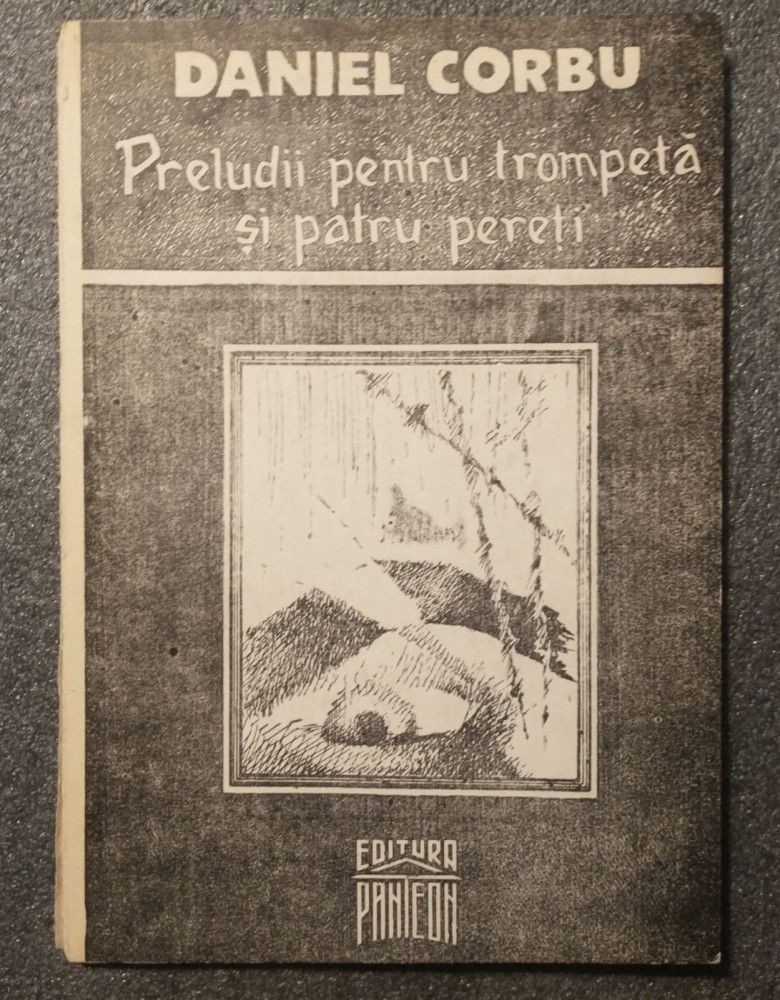 DANIEL CORBU
Preludii pentru trompetă
și patru pereți
EDITURA
PANTEON